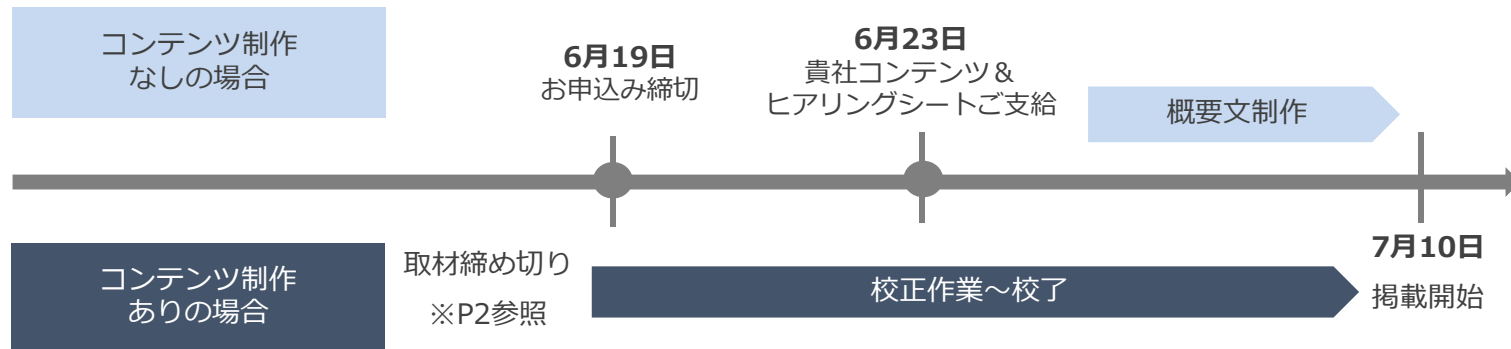 コンテンツ制作
なしの場合
6月19日
お申込み締切
6月23日
貴社コンテンツ＆
ヒアリングシートご支給
概要文制作
コンテンツ制作
ありの場合
取材締め切り
※P2参照
校正作業～校了
7月10日
掲載開始